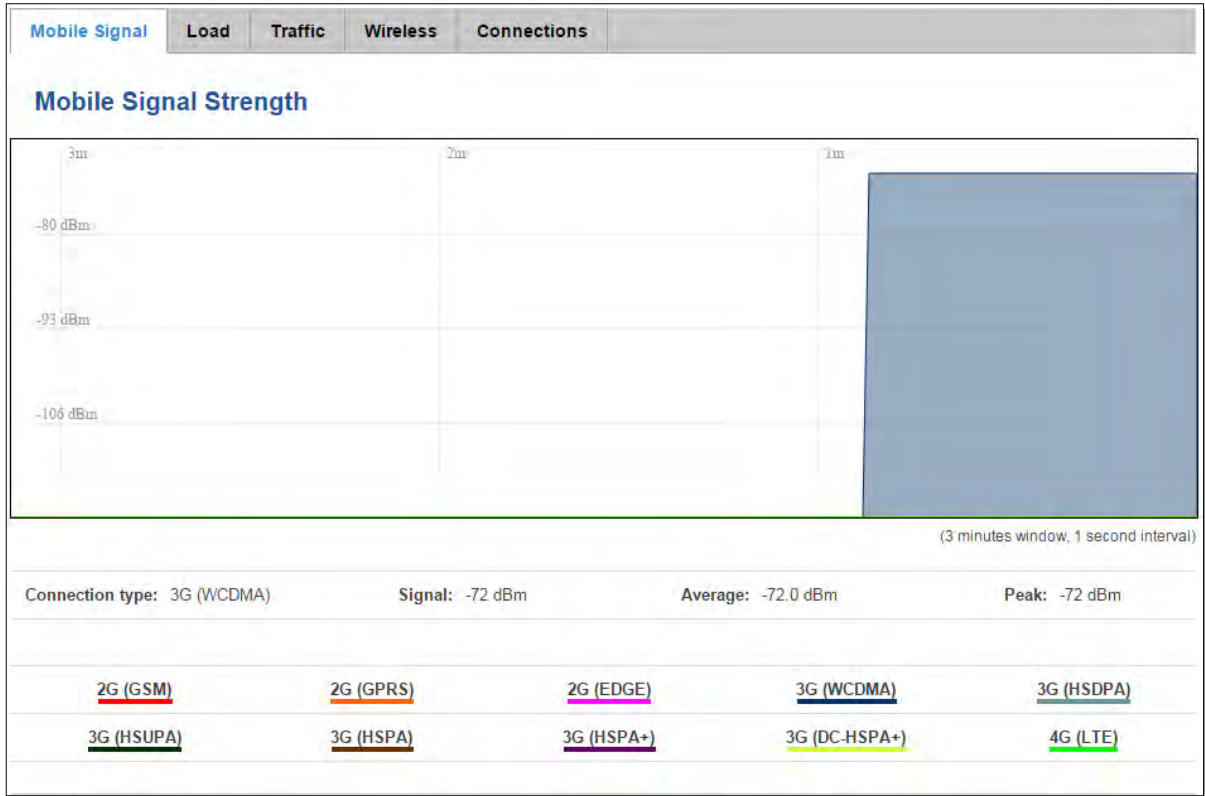 Mobile Signal Load Traffic Wireless Connections
Mobile Signal Strength
3m 2m 1m
-80 dBm
-93 dBm
-106 dBm
(3 minutes window, 1 second interval)
Connection type: 3G (WCDMA) Signal: -72 dBm Average: -72.0 dBm Peak: -72 dBm
2G (GSM) 2G (GPRS) 2G (EDGE) 3G (WCDMA) 3G (HSDPA)
3G (HSUPA) 3G (HSPA) 3G (HSPA+) 3G (DC-HSPA+) 4G (LTE)